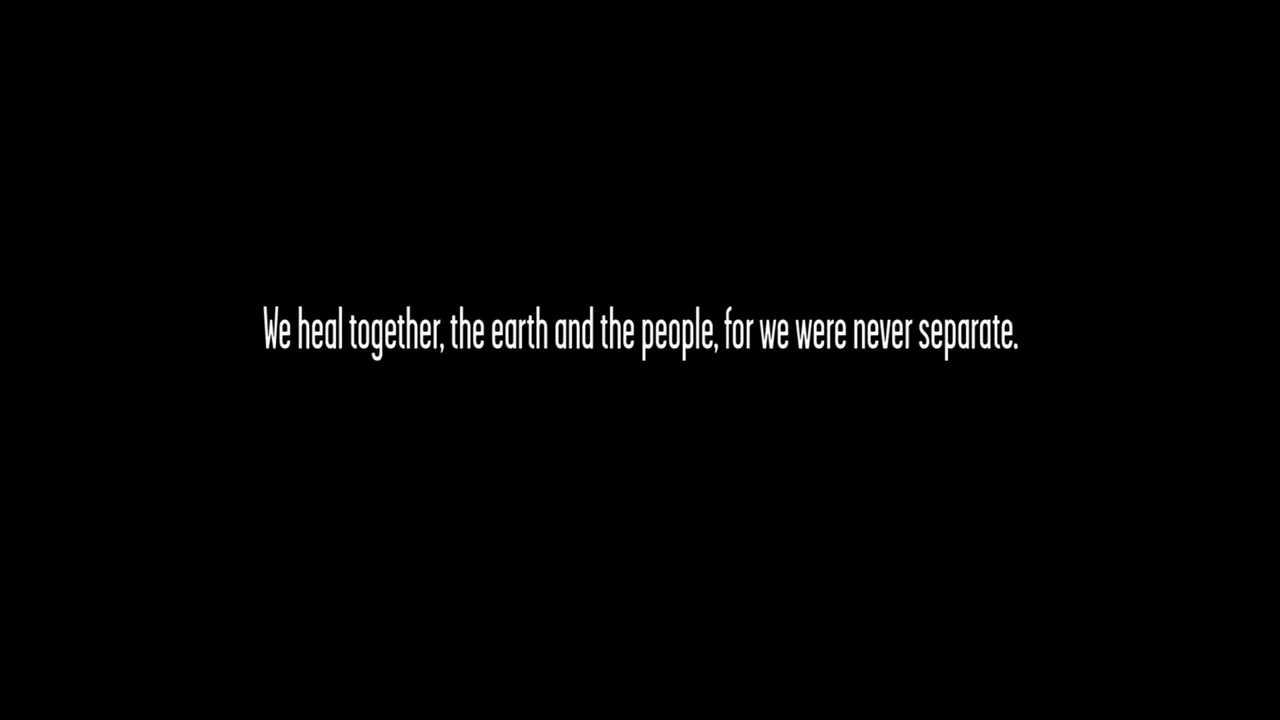 We heal together, the earth and the people, for we were never separate.